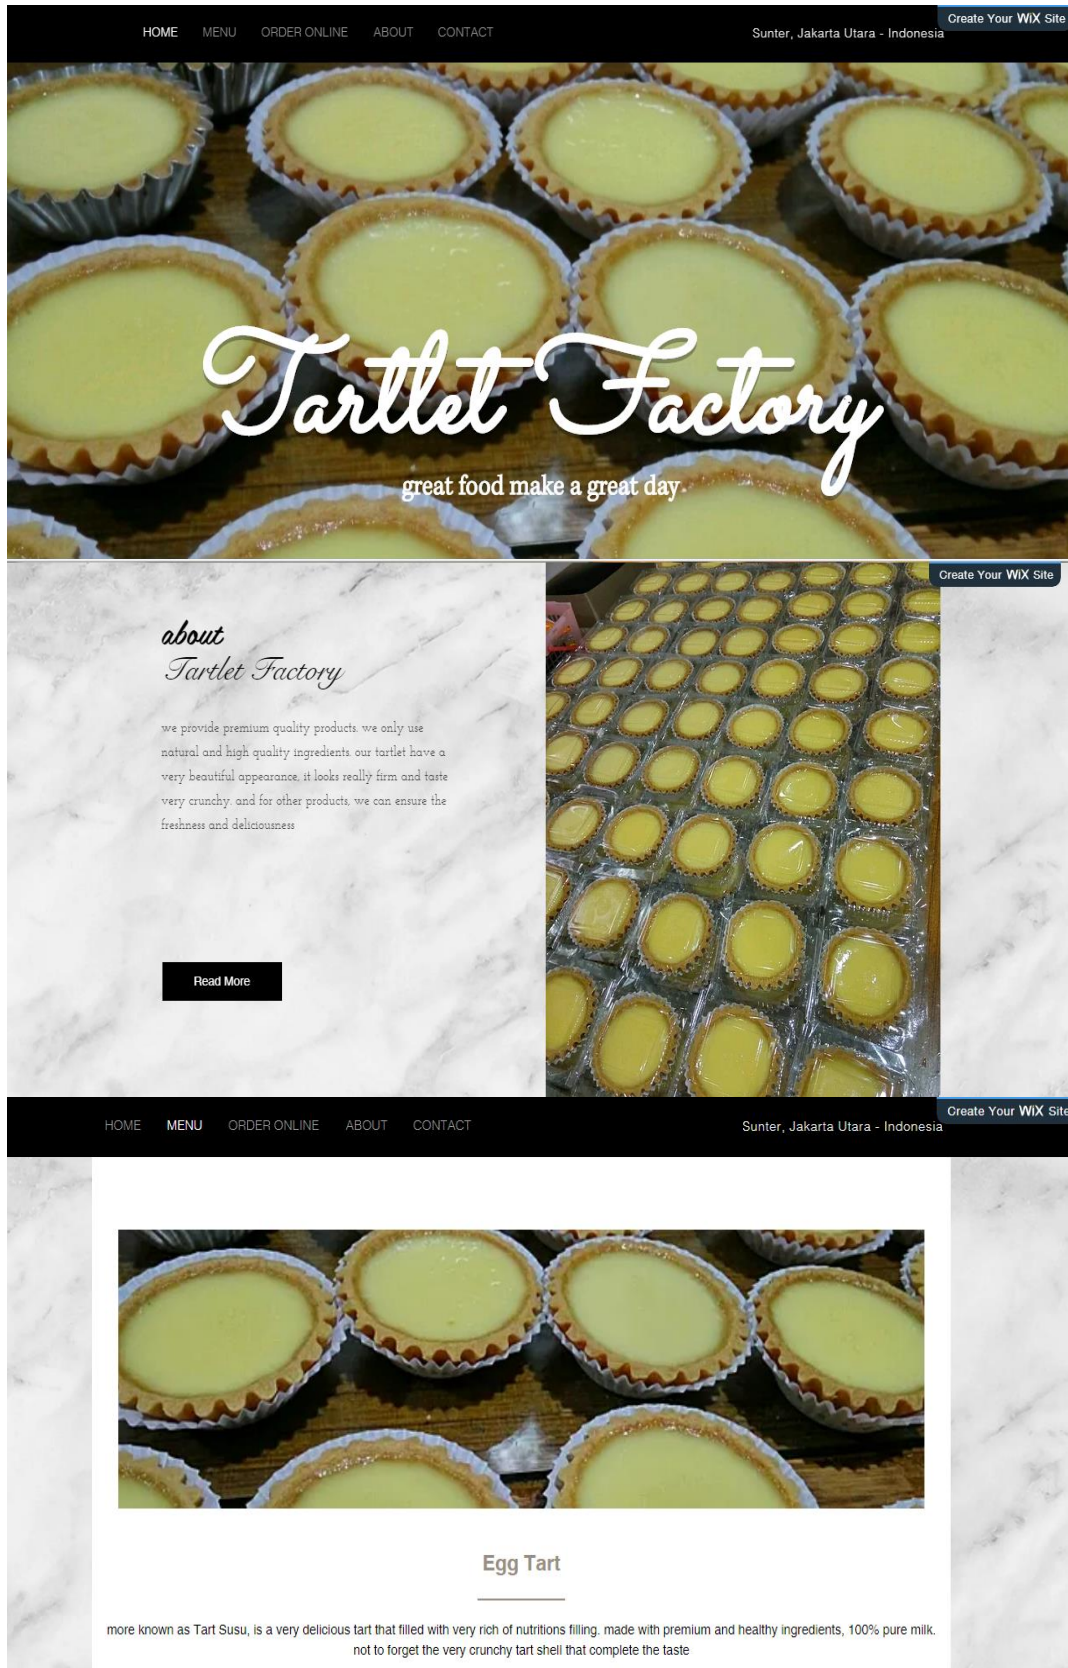 HOME MENU ORDER ONLINE ABOUT CONTACT
Sunter, Jakarta Utara - Indonesia
Create Your WiX Site
Tartlet Factory
great food make a great day
Create Your WiX Site
about
Tartlet Factory
we provide premium quality products. we only use
natural and high quality ingredients. our tartlet have a
very beautiful appearance, it looks really firm and taste
very crunchy. and for other products, we can ensure the
freshness and deliciousness
Read More
HOME MENU ORDER ONLINE ABOUT CONTACT
Sunter, Jakarta Utara - Indonesia
Create Your WiX Site
Egg Tart
more known as Tart Susu, is a very delicious tart that filled with very rich of nutritions filling. made with premium and healthy ingredients, 100% pure milk.
not to forget the very crunchy tart shell that complete the taste